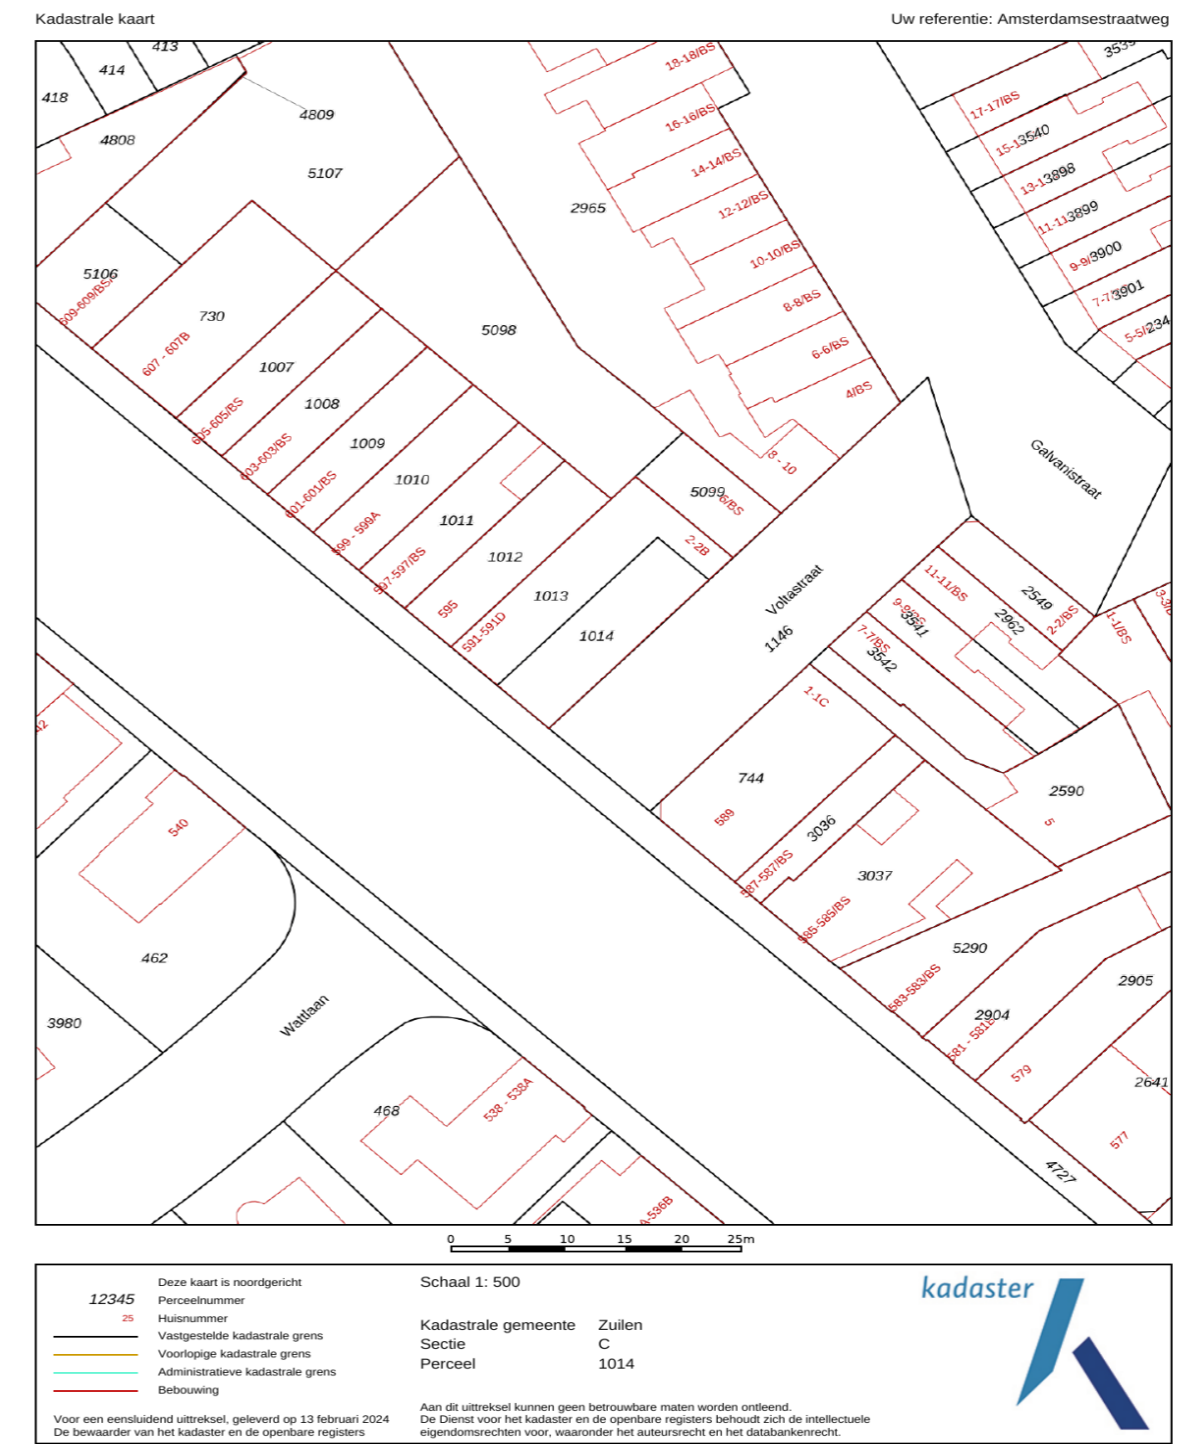 Kadastrale kaart
Uw referentie: Amsterdamsestraatweg
413
414
418
4808
4809
5107
2965
18-18/BS
16-16/BS
14-14/BS
12-12/BS
10-10/BS
8-8/BS
6-6/BS
4/BS
8 - 10
17-17/BS
3540
13898
11-113899
9-9/3900
3901
5-5/
234
5106
730
607 - 607B
5098
1007
605-605/BS
1008
603-603/BS
1009
601-601/BS
1010
599 - 599A
1011
597-597/BS
1012
595
1013
591-591D
1014
5099
6/BS
2-2B
Voltastraat
1146
Galvanistraat
11-11/BS
2549
2962
2-2/BS
1-1/BS
9-9/BS
3541
7-7/BS
3542
1-1C
744
589
3036
587-587/BS
2590
5
3037
585-585/BS
5290
583-583/BS
2904
2905
579
2641
577
4727
540
462
3980
Wattlaan
468
538 - 538A
A-536B
0 5 10 15 20 25m
Deze kaart is noordgericht
12345 Perceelnummer
25 Huisnummer
Vastgestelde kadastrale grens
Voorlopige kadastrale grens
Administratieve kadastrale grens
Bebouwing
Voor een eensluidend uittreksel, geleverd op 13 februari 2024
De bewaarder van het kadaster en de openbare registers
Schaal 1: 500
Kadastrale gemeente Zuilen
Sectie C
Perceel 1014
Aan dit uittreksel kunnen geen betrouwbare maten worden ontleend.
De Dienst voor het kadaster en de openbare registers behoudt zich de intellectuele
eigendomsrechten voor, waaronder het auteursrecht en het databankenrecht.
kadaster